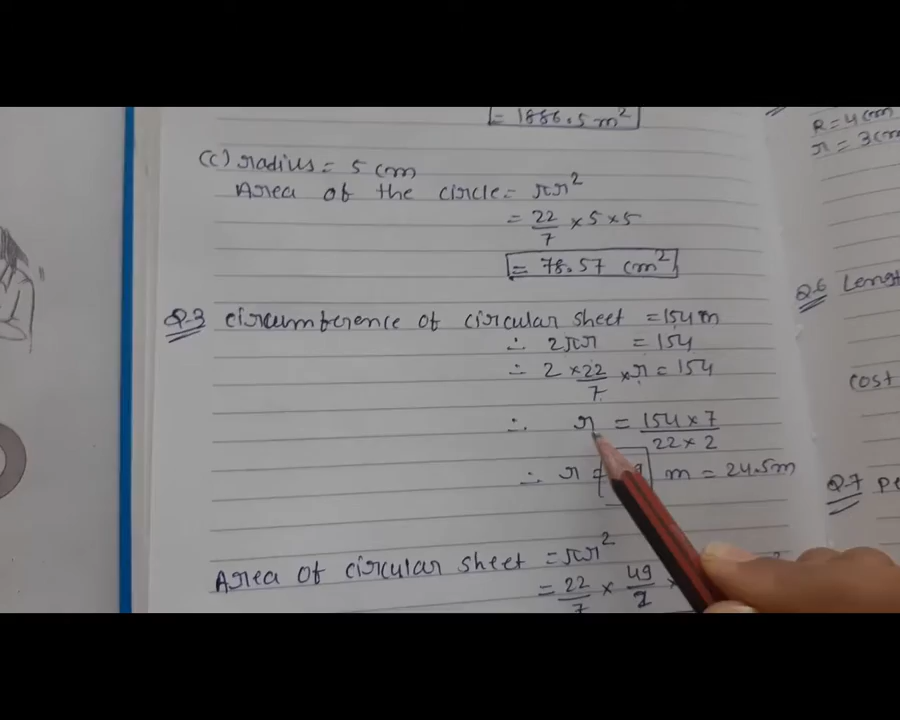 = 1886.5 m²
(c) radius = 5 cm
Area of the circle = πr²
= 22/7 × 5 × 5
= 78.57 cm²
Q.3 circumference of circular sheet = 154 m
∴ 2πr = 154
∴ 2 × 22/7 × r = 154
∴ r = 154 × 7 / 22 × 2
∴ r = m = 24.5m
Area of circular sheet = πr²
= 22/7 × 49/2 ×
R = 4 cm
r = 3 cm
Q.6
cost
Q.7